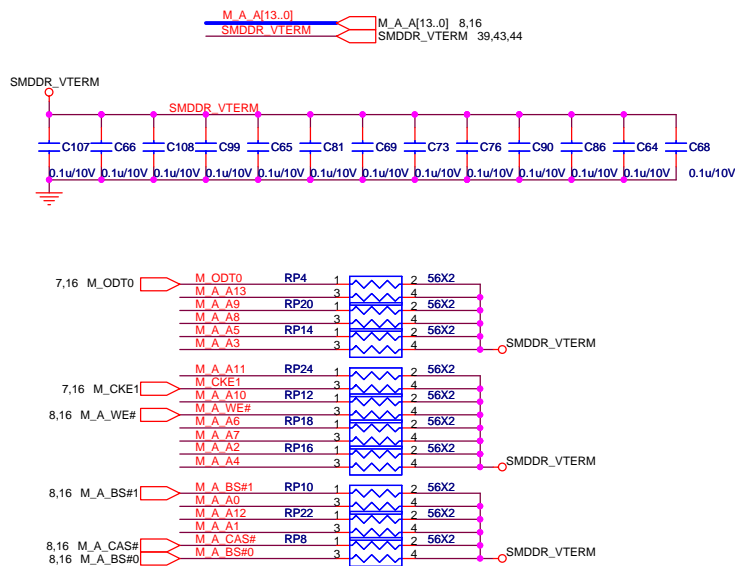 M_A_A[13..0] M_A_A[13..0] 8,16
SMDDR_VTERM SMDDR_VTERM 39,43,44
SMDDR_VTERM
SMDDR_VTERM
C107 C66 C108 C99 C65 C81 C69 C73 C76 C90 C86 C64 C68
0.1u/10V 0.1u/10V 0.1u/10V 0.1u/10V 0.1u/10V 0.1u/10V 0.1u/10V 0.1u/10V 0.1u/10V 0.1u/10V 0.1u/10V 0.1u/10V 0.1u/10V
7,16 M_ODT0 M_ODT0 RP4 1 2 56X2
M_A_A13 3 4
M_A_A9 RP20 1 2 56X2
M_A_A8 3 4
M_A_A5 RP14 1 2 56X2
M_A_A3 3 4 SMDDR_VTERM
M_A_A11 RP24 1 2 56X2
7,16 M_CKE1 M_CKE1 3 4
M_A_A10 RP12 1 2 56X2
8,16 M_A_WE# M_A_WE# 3 4
M_A_A6 RP18 1 2 56X2
M_A_A7 3 4
M_A_A2 RP16 1 2 56X2
M_A_A4 3 4 SMDDR_VTERM
8,16 M_A_BS#1 M_A_BS#1 RP10 1 2 56X2
M_A_A0 3 4
M_A_A12 RP22 1 2 56X2
M_A_A1 3 4
8,16 M_A_CAS# M_A_CAS# RP8 1 2 56X2
8,16 M_A_BS#0 M_A_BS#0 3 4 SMDDR_VTERM